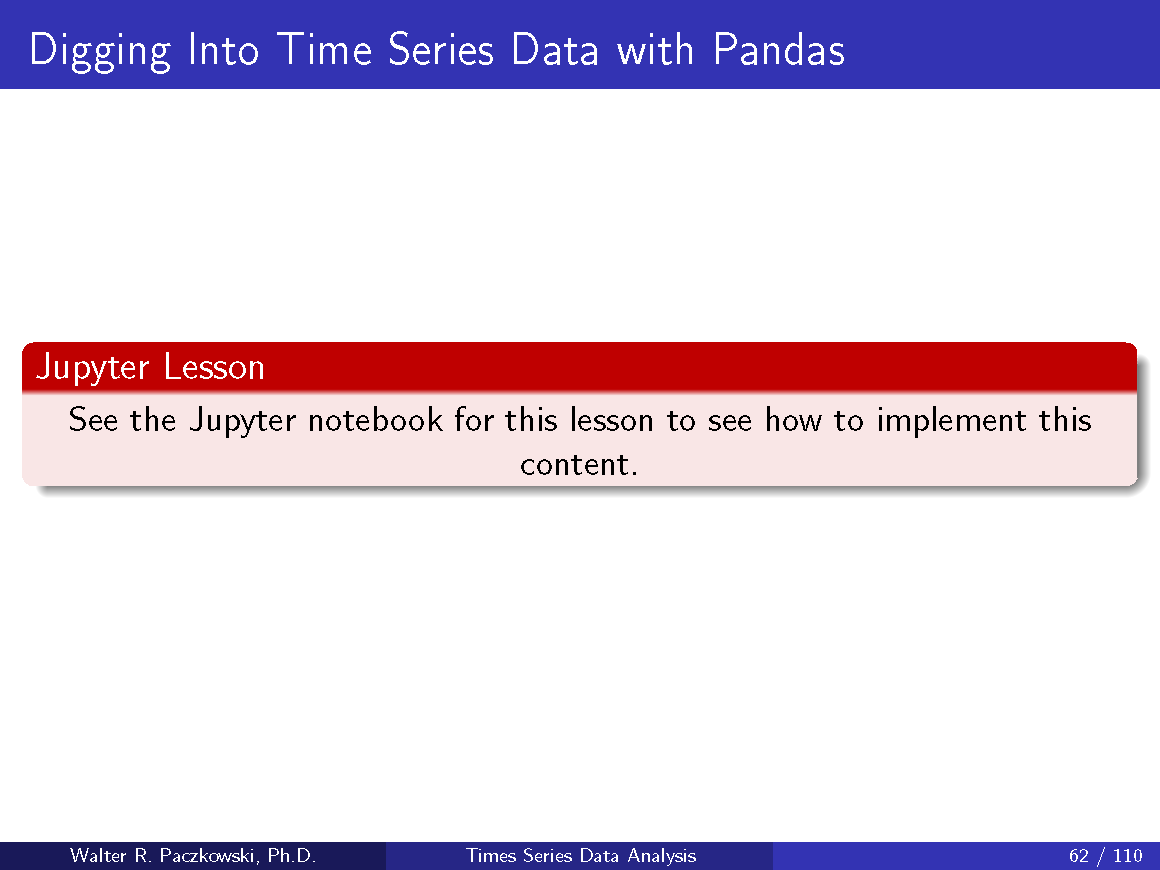 Digging Into Time Series Data with Pandas
Jupyter Lesson
See the Jupyter notebook for this lesson to see how to implement this
content.
Walter R. Paczkowski, Ph.D.
Times Series Data Analysis
62 / 110